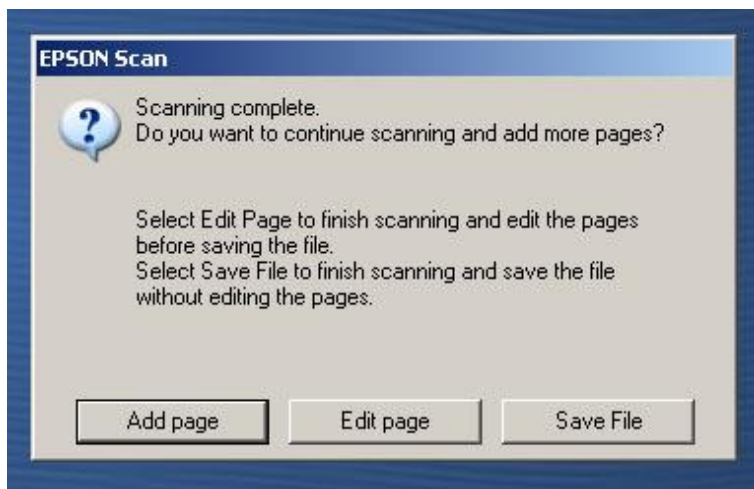 EPSON Scan
Scanning complete.
Do you want to continue scanning and add more pages?
Select Edit Page to finish scanning and edit the pages
before saving the file.
Select Save File to finish scanning and save the file
without editing the pages.
Add page
Edit page
Save File